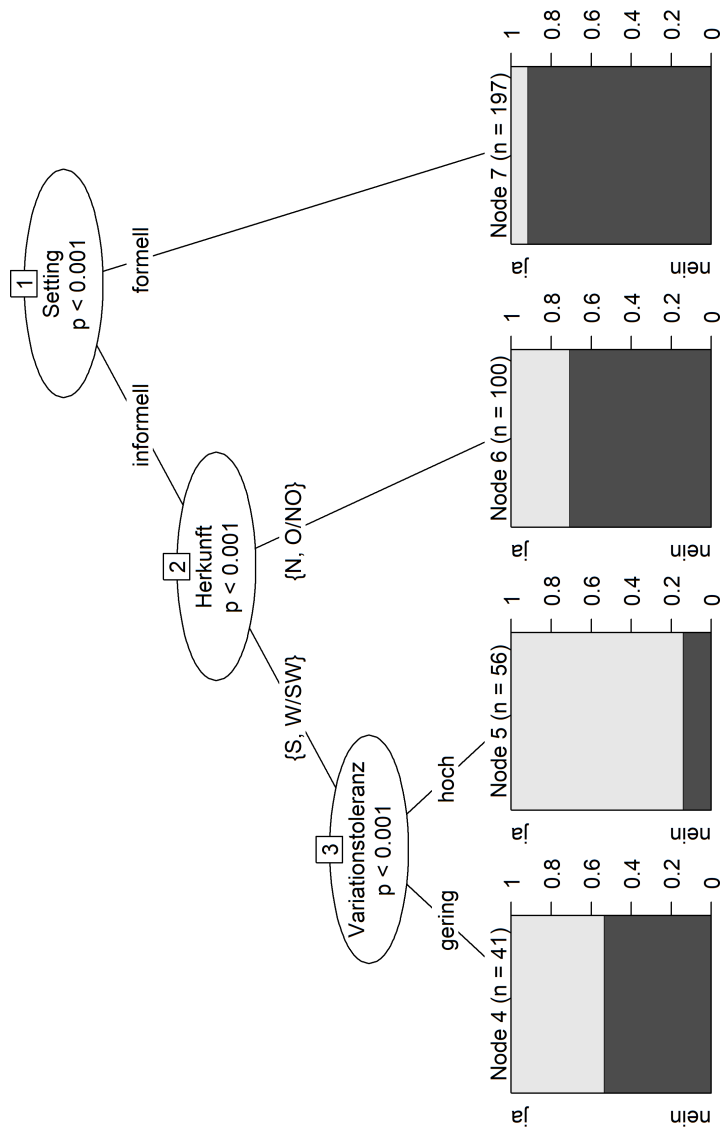 1
Setting
p < 0.001
informell
formell
2
Herkunft
p < 0.001
{S, W/SW}
{N, O/NO}
3
Variationstoleranz
p < 0.001
gering
hoch
Node 4 (n = 41)
ja
nein
1
0.8
0.6
0.4
0.2
0
Node 5 (n = 56)
ja
nein
1
0.8
0.6
0.4
0.2
0
Node 6 (n = 100)
ja
nein
1
0.8
0.6
0.4
0.2
0
Node 7 (n = 197)
ja
nein
1
0.8
0.6
0.4
0.2
0